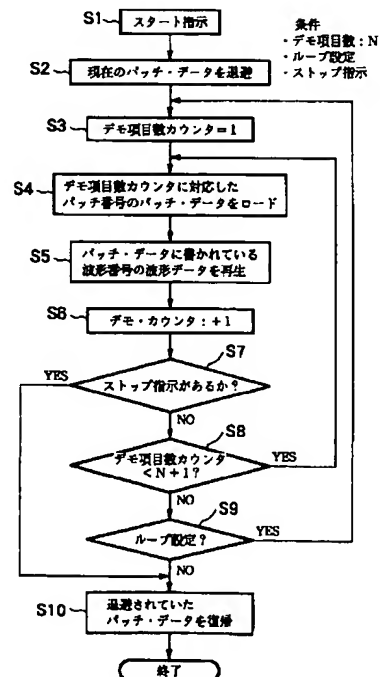 S1
スタート指示
条件
・デモ項目数:N
・ループ設定
・ストップ指示
S2
現在のパッチ・データを退避
S3
デモ項目数カウンタ=1
S4
デモ項目数カウンタに対応した
パッチ番号のパッチ・データをロード
S5
パッチ・データに書かれている
波形番号の波形データを再生
S6
デモ・カウンタ:+1
S7
YES
ストップ指示があるか?
NO
S8
デモ項目数カウンタ
<N+1?
YES
NO
S9
ループ設定?
YES
NO
S10
退避されていた
パッチ・データを復帰
終了